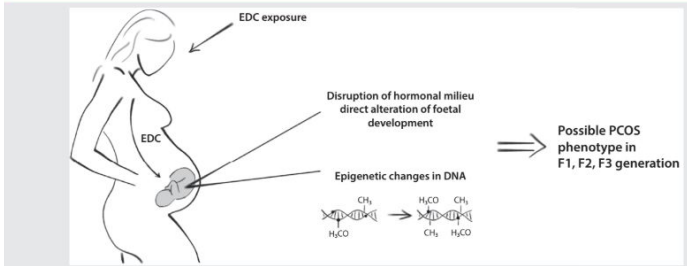 EDC exposure
Disruption of hormonal milieu
direct alteration of foetal
development
EDC
Possible PCOS
phenotype in
F1, F2, F3 generation
Epigenetic changes in DNA
CH₃
H₃CO
H₃CO CH₃
CH₃ H₃CO